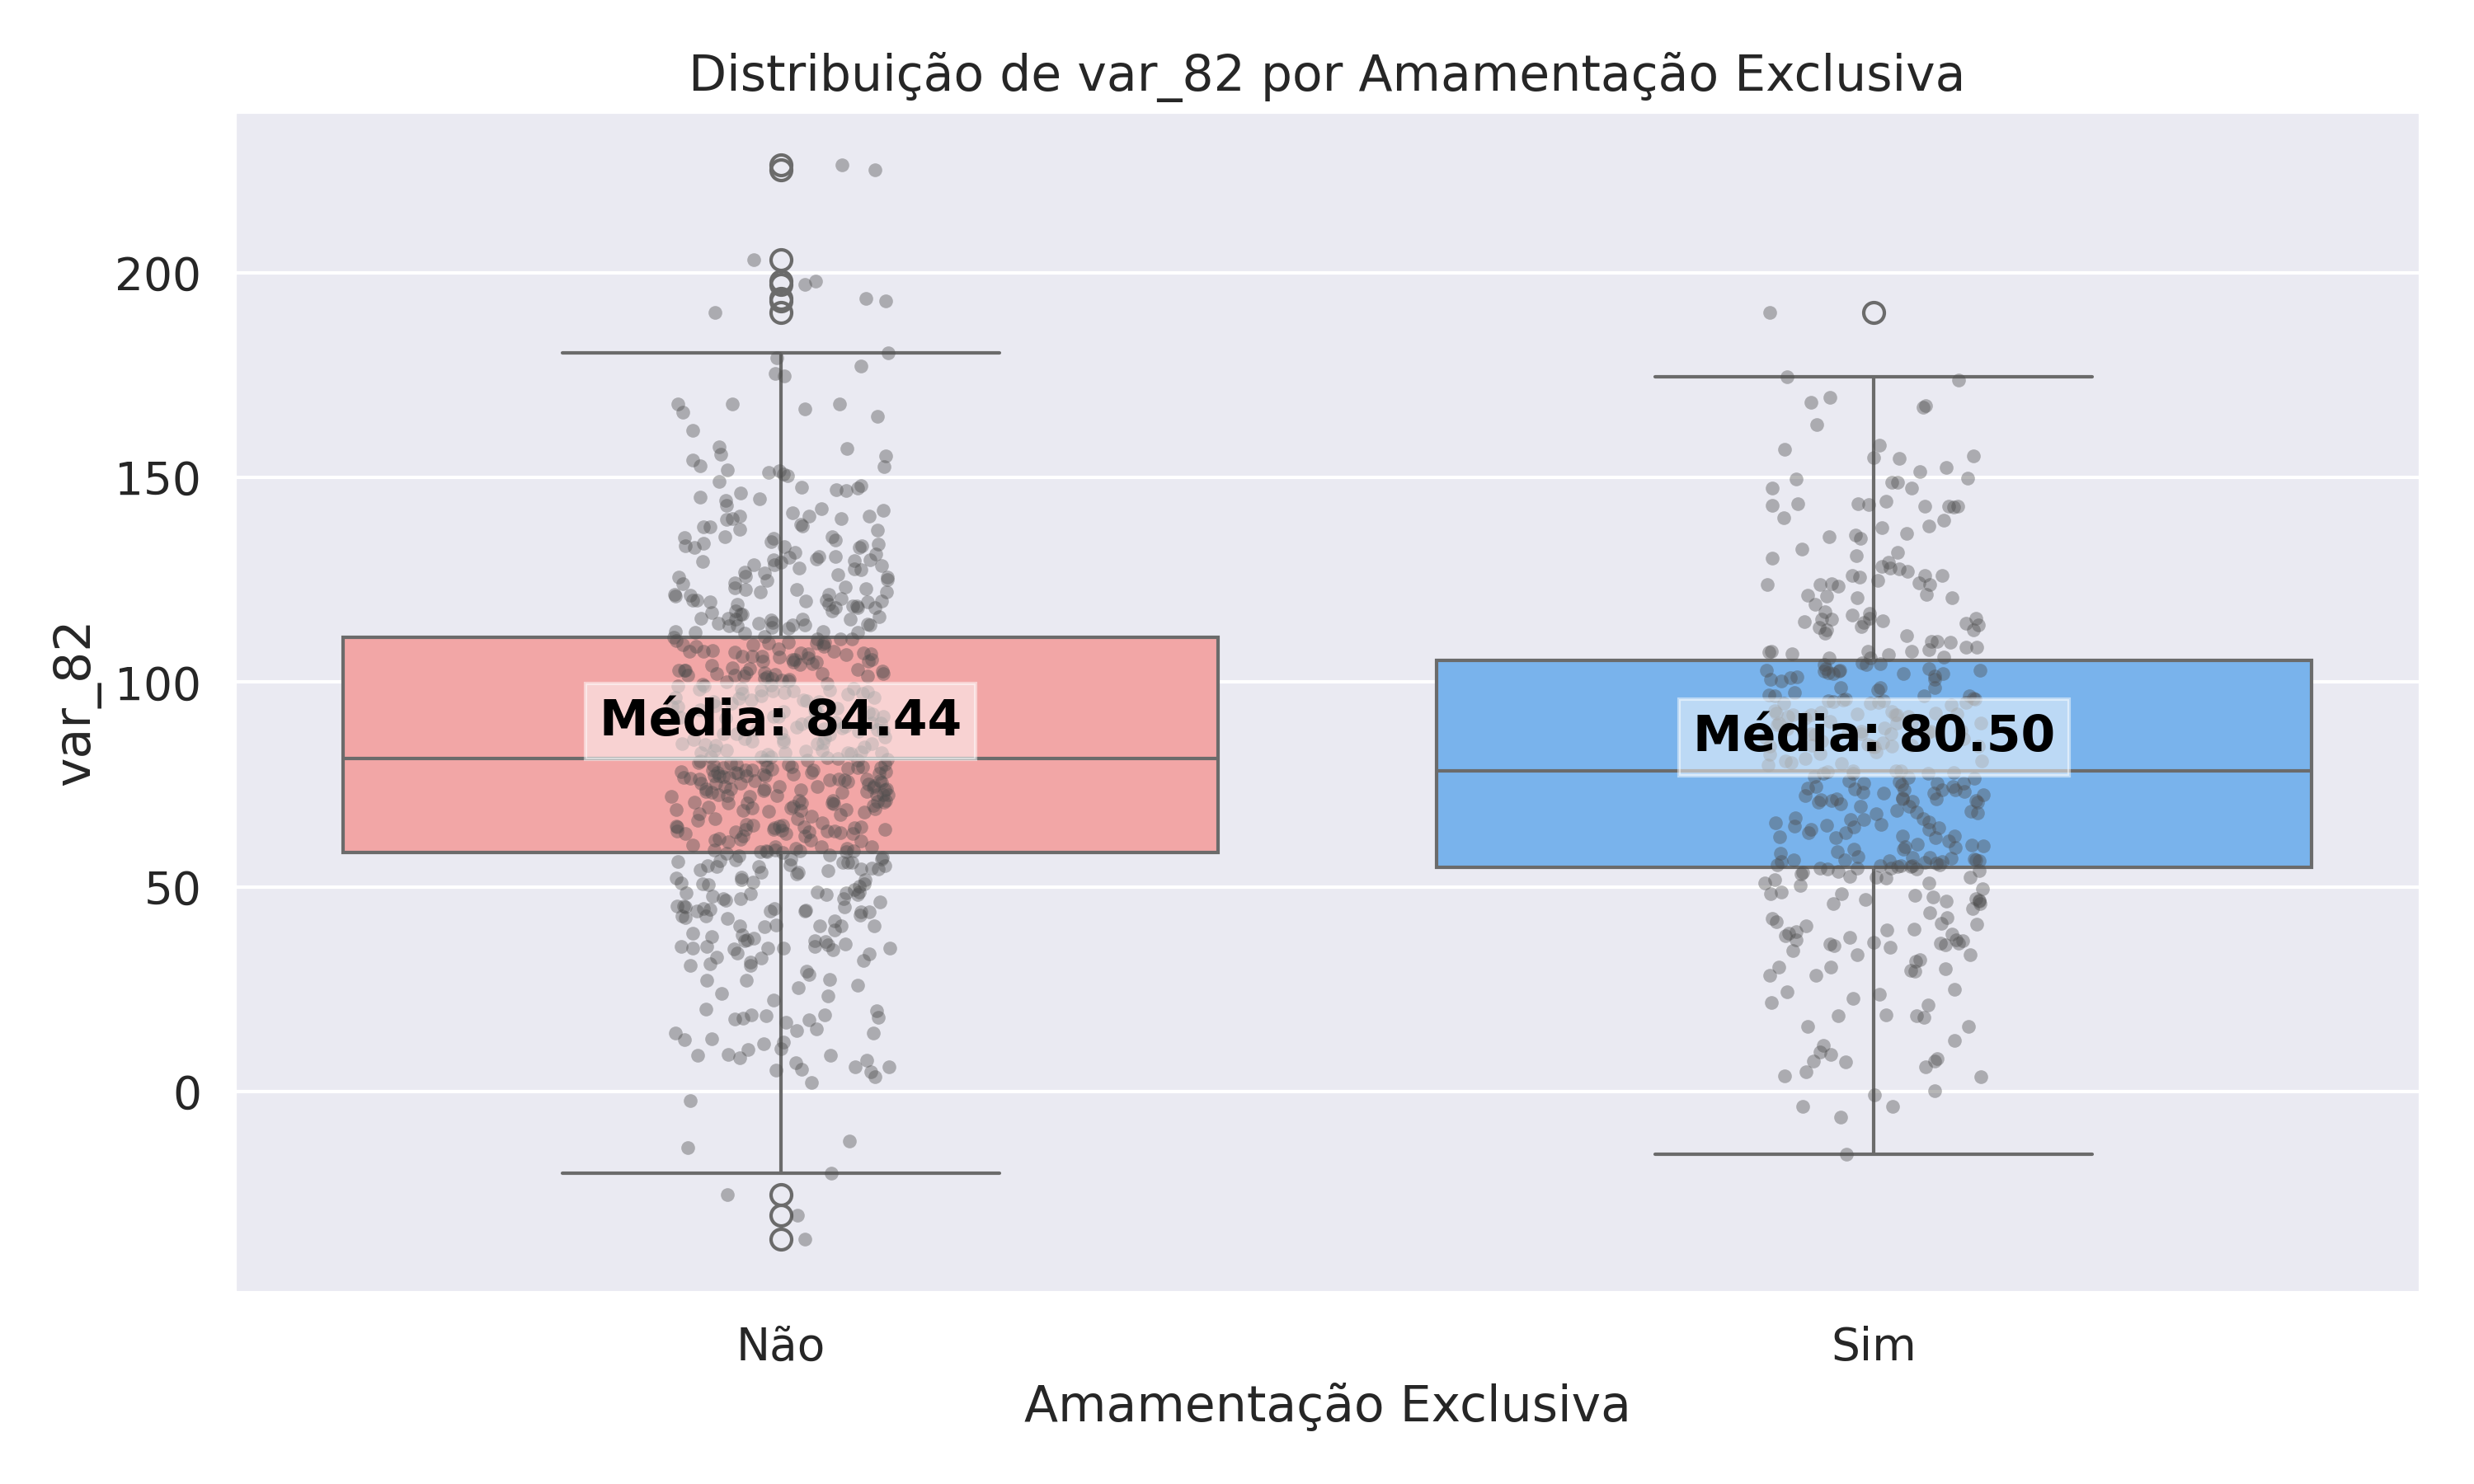 Distribuição de var_82 por Amamentação Exclusiva
var_82
200
150
100
50
0
Média: 84.44
Média: 80.50
Não
Sim
Amamentação Exclusiva